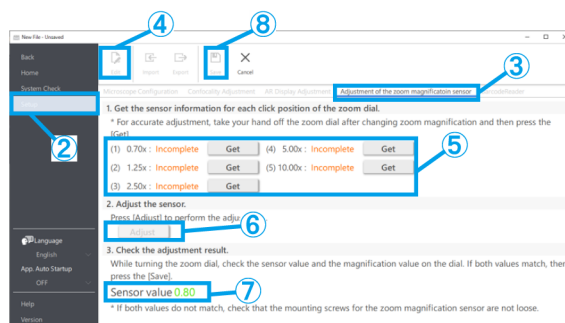 New File - Unsaved
④
⑧
Back
Home
System Check
Setup
②
Edit
Import
Export
Save
Cancel
③
Microscope Configuration
Confocality Adjustment
AR Display Adjustment
Adjustment of the zoom magnification sensor
1. Get the sensor information for each click position of the zoom dial.
* For accurate adjustment, take your hand off the zoom dial after changing zoom magnification and then press the
[Get].
(1) 0.70x : Incomplete Get (4) 5.00x : Incomplete Get
⑤
(2) 1.25x : Incomplete Get (5) 10.00x : Incomplete Get
(3) 2.50x : Incomplete Get
2. Adjust the sensor.
Press [Adjust] to perform the adju
⑥
Adjust
Language
English
App. Auto Startup
OFF
3. Check the adjustment result.
While turning the zoom dial, check the sensor value and the magnification value on the dial. If both values match, then
press the [Save].
Sensor value 0.80
⑦
* If both values do not match, check that the mounting screws for the zoom magnification sensor are not loose.
Help
Version